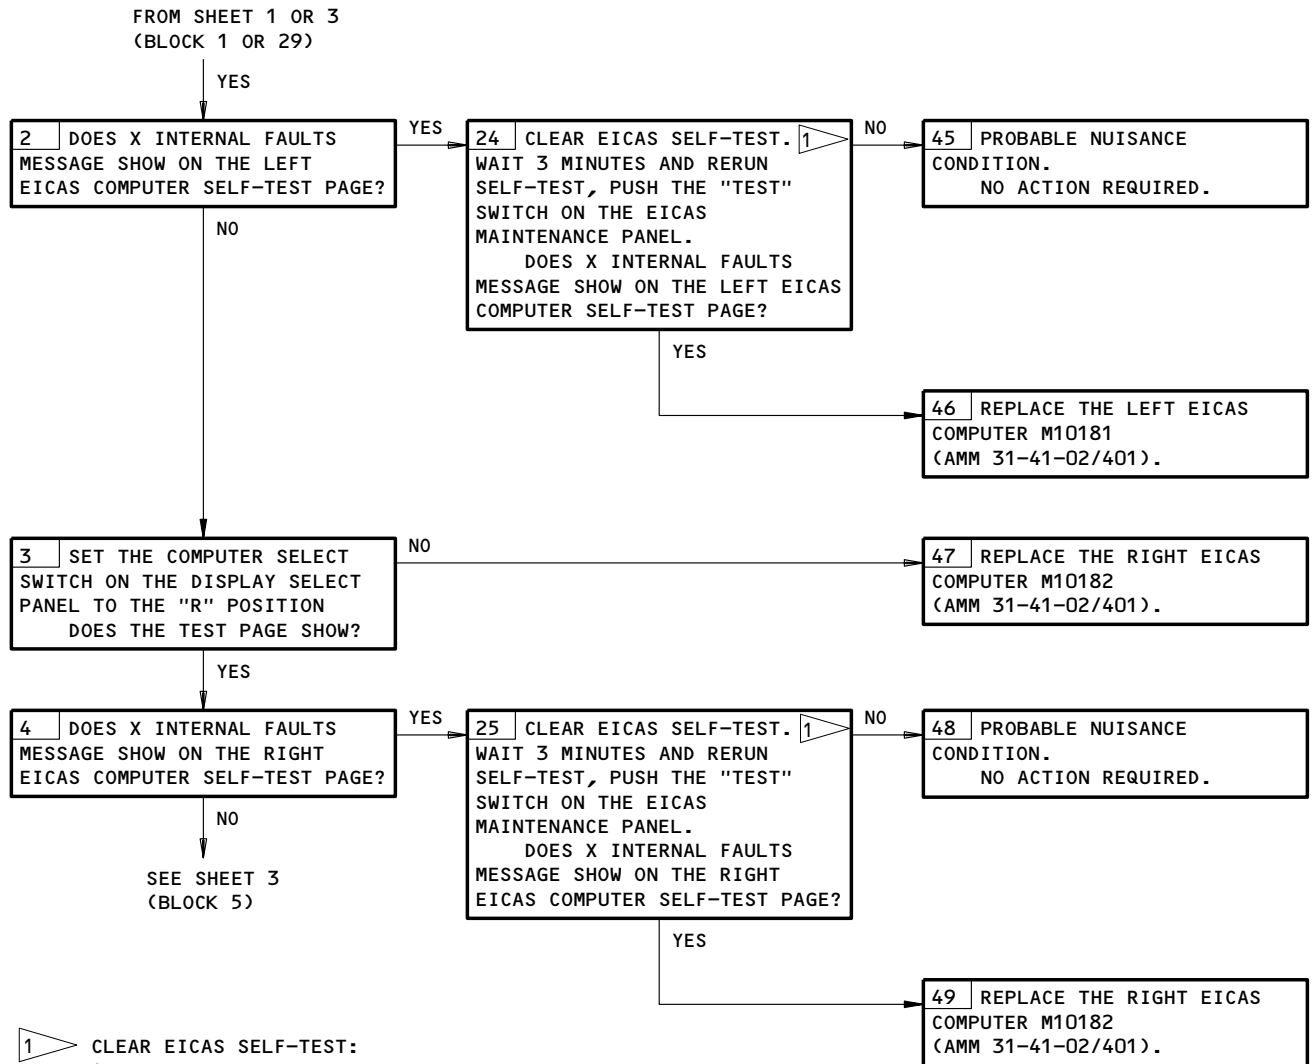 FROM SHEET 1 OR 3
(BLOCK 1 OR 29)
YES
2 DOES X INTERNAL FAULTS
MESSAGE SHOW ON THE LEFT
EICAS COMPUTER SELF-TEST PAGE?
YES
NO
24 CLEAR EICAS SELF-TEST. 1
WAIT 3 MINUTES AND RERUN
SELF-TEST, PUSH THE "TEST"
SWITCH ON THE EICAS
MAINTENANCE PANEL.
DOES X INTERNAL FAULTS
MESSAGE SHOW ON THE LEFT EICAS
COMPUTER SELF-TEST PAGE?
NO
YES
45 PROBABLE NUISANCE
CONDITION.
NO ACTION REQUIRED.
46 REPLACE THE LEFT EICAS
COMPUTER M10181
(AMM 31-41-02/401).
3 SET THE COMPUTER SELECT
SWITCH ON THE DISPLAY SELECT
PANEL TO THE "R" POSITION
DOES THE TEST PAGE SHOW?
NO
YES
47 REPLACE THE RIGHT EICAS
COMPUTER M10182
(AMM 31-41-02/401).
4 DOES X INTERNAL FAULTS
MESSAGE SHOW ON THE RIGHT
EICAS COMPUTER SELF-TEST PAGE?
YES
NO
SEE SHEET 3
(BLOCK 5)
25 CLEAR EICAS SELF-TEST. 1
WAIT 3 MINUTES AND RERUN
SELF-TEST, PUSH THE "TEST"
SWITCH ON THE EICAS
MAINTENANCE PANEL.
DOES X INTERNAL FAULTS
MESSAGE SHOW ON THE RIGHT
EICAS COMPUTER SELF-TEST PAGE?
NO
YES
48 PROBABLE NUISANCE
CONDITION.
NO ACTION REQUIRED.
49 REPLACE THE RIGHT EICAS
COMPUTER M10182
(AMM 31-41-02/401).
1 CLEAR EICAS SELF-TEST: